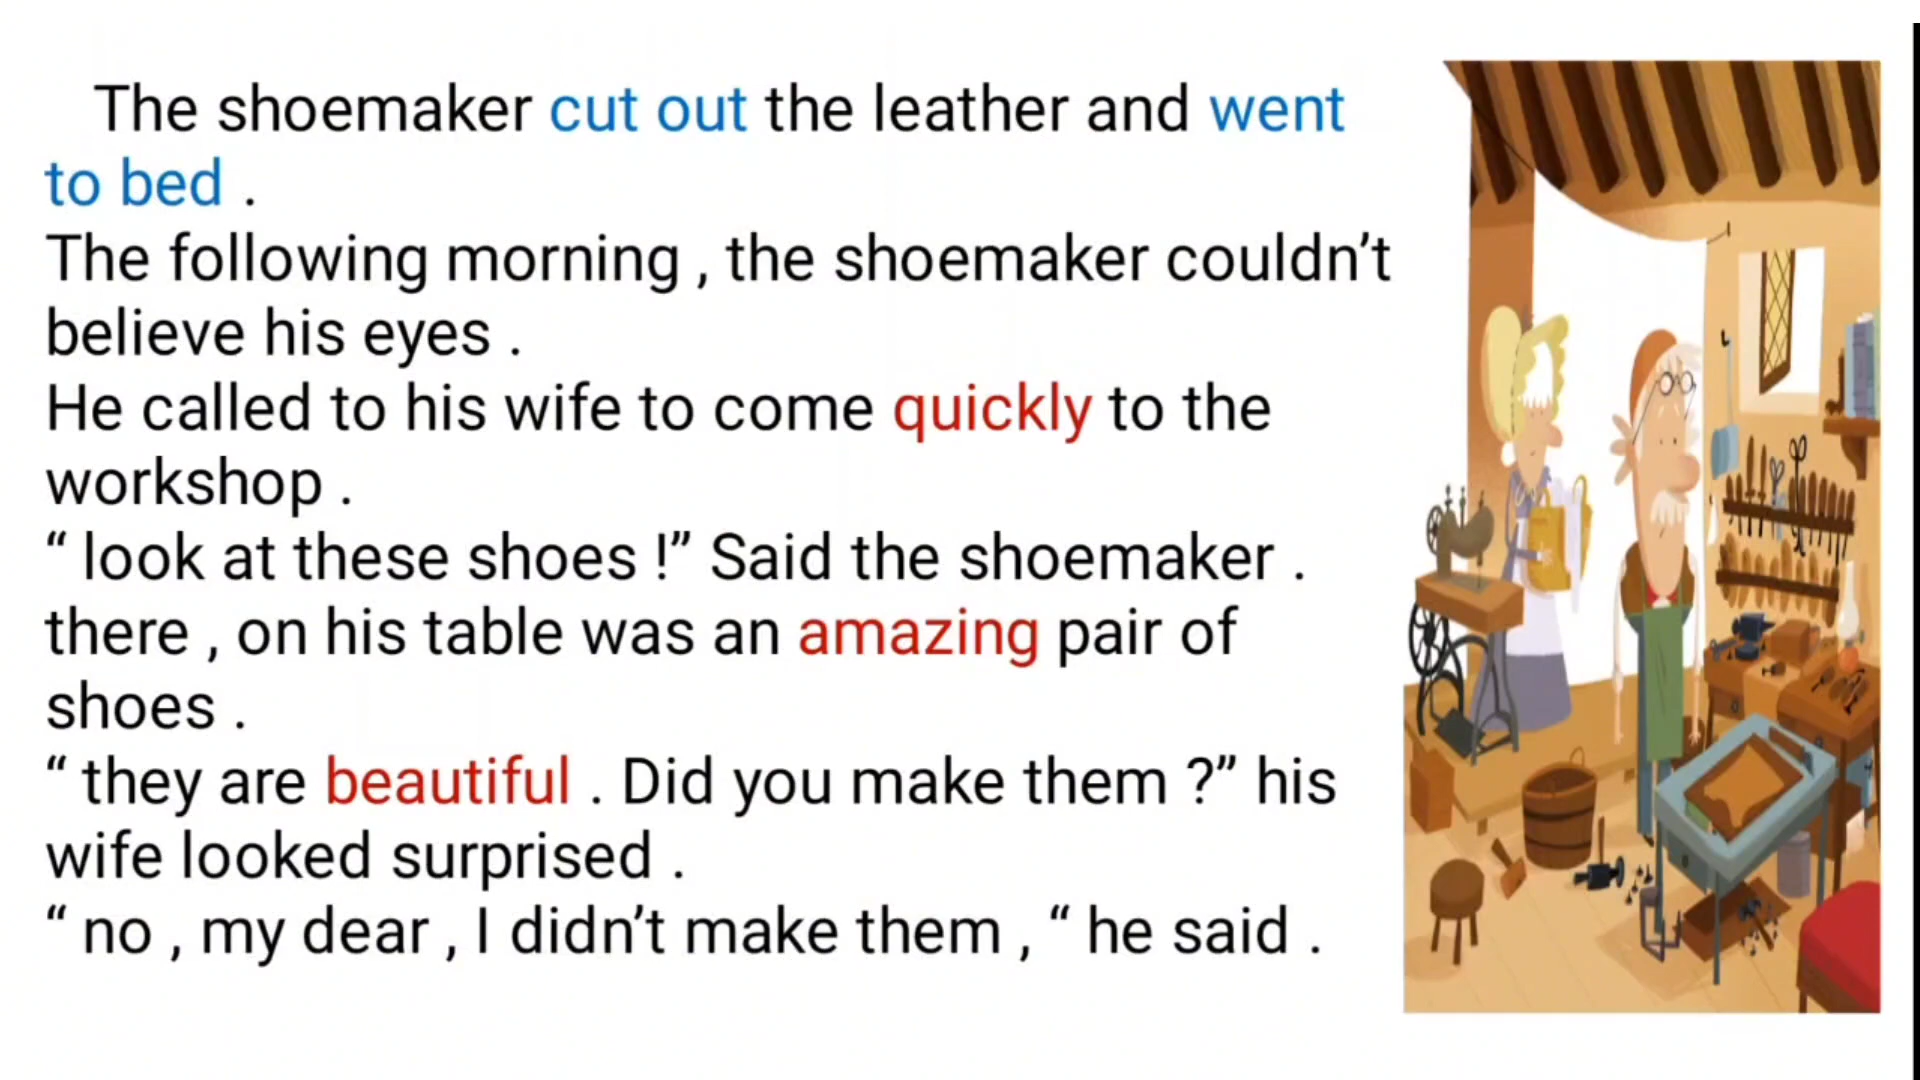 The shoemaker cut out the leather and went
to bed .
The following morning , the shoemaker couldn’t
believe his eyes .
He called to his wife to come quickly to the
workshop .
“ look at these shoes !” Said the shoemaker .
there , on his table was an amazing pair of
shoes .
“ they are beautiful . Did you make them ?” his
wife looked surprised .
“ no , my dear , I didn’t make them , “ he said .